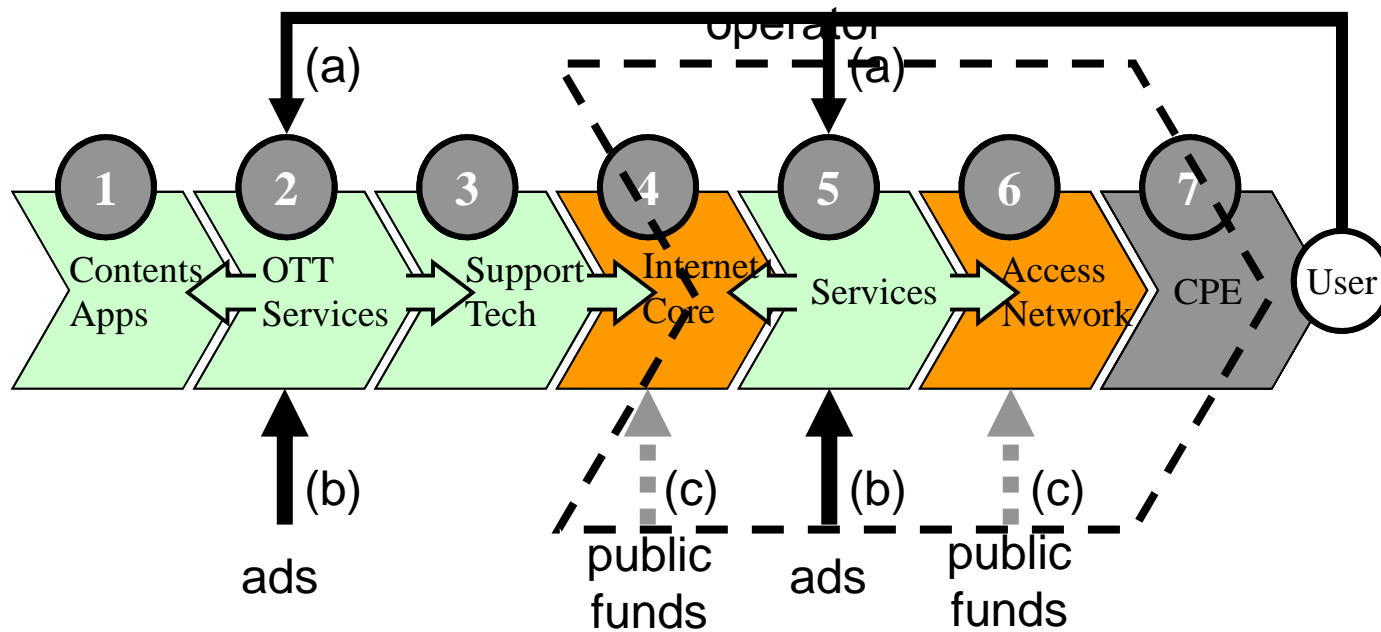 operator
(a)
(a)
1
2
3
4
5
6
7
Contents
Apps
OTT
Services
Support
Tech
Internet
Core
Services
Access
Network
CPE
User
(b)
(c)
(b)
(c)
ads
public
funds
ads
public
funds